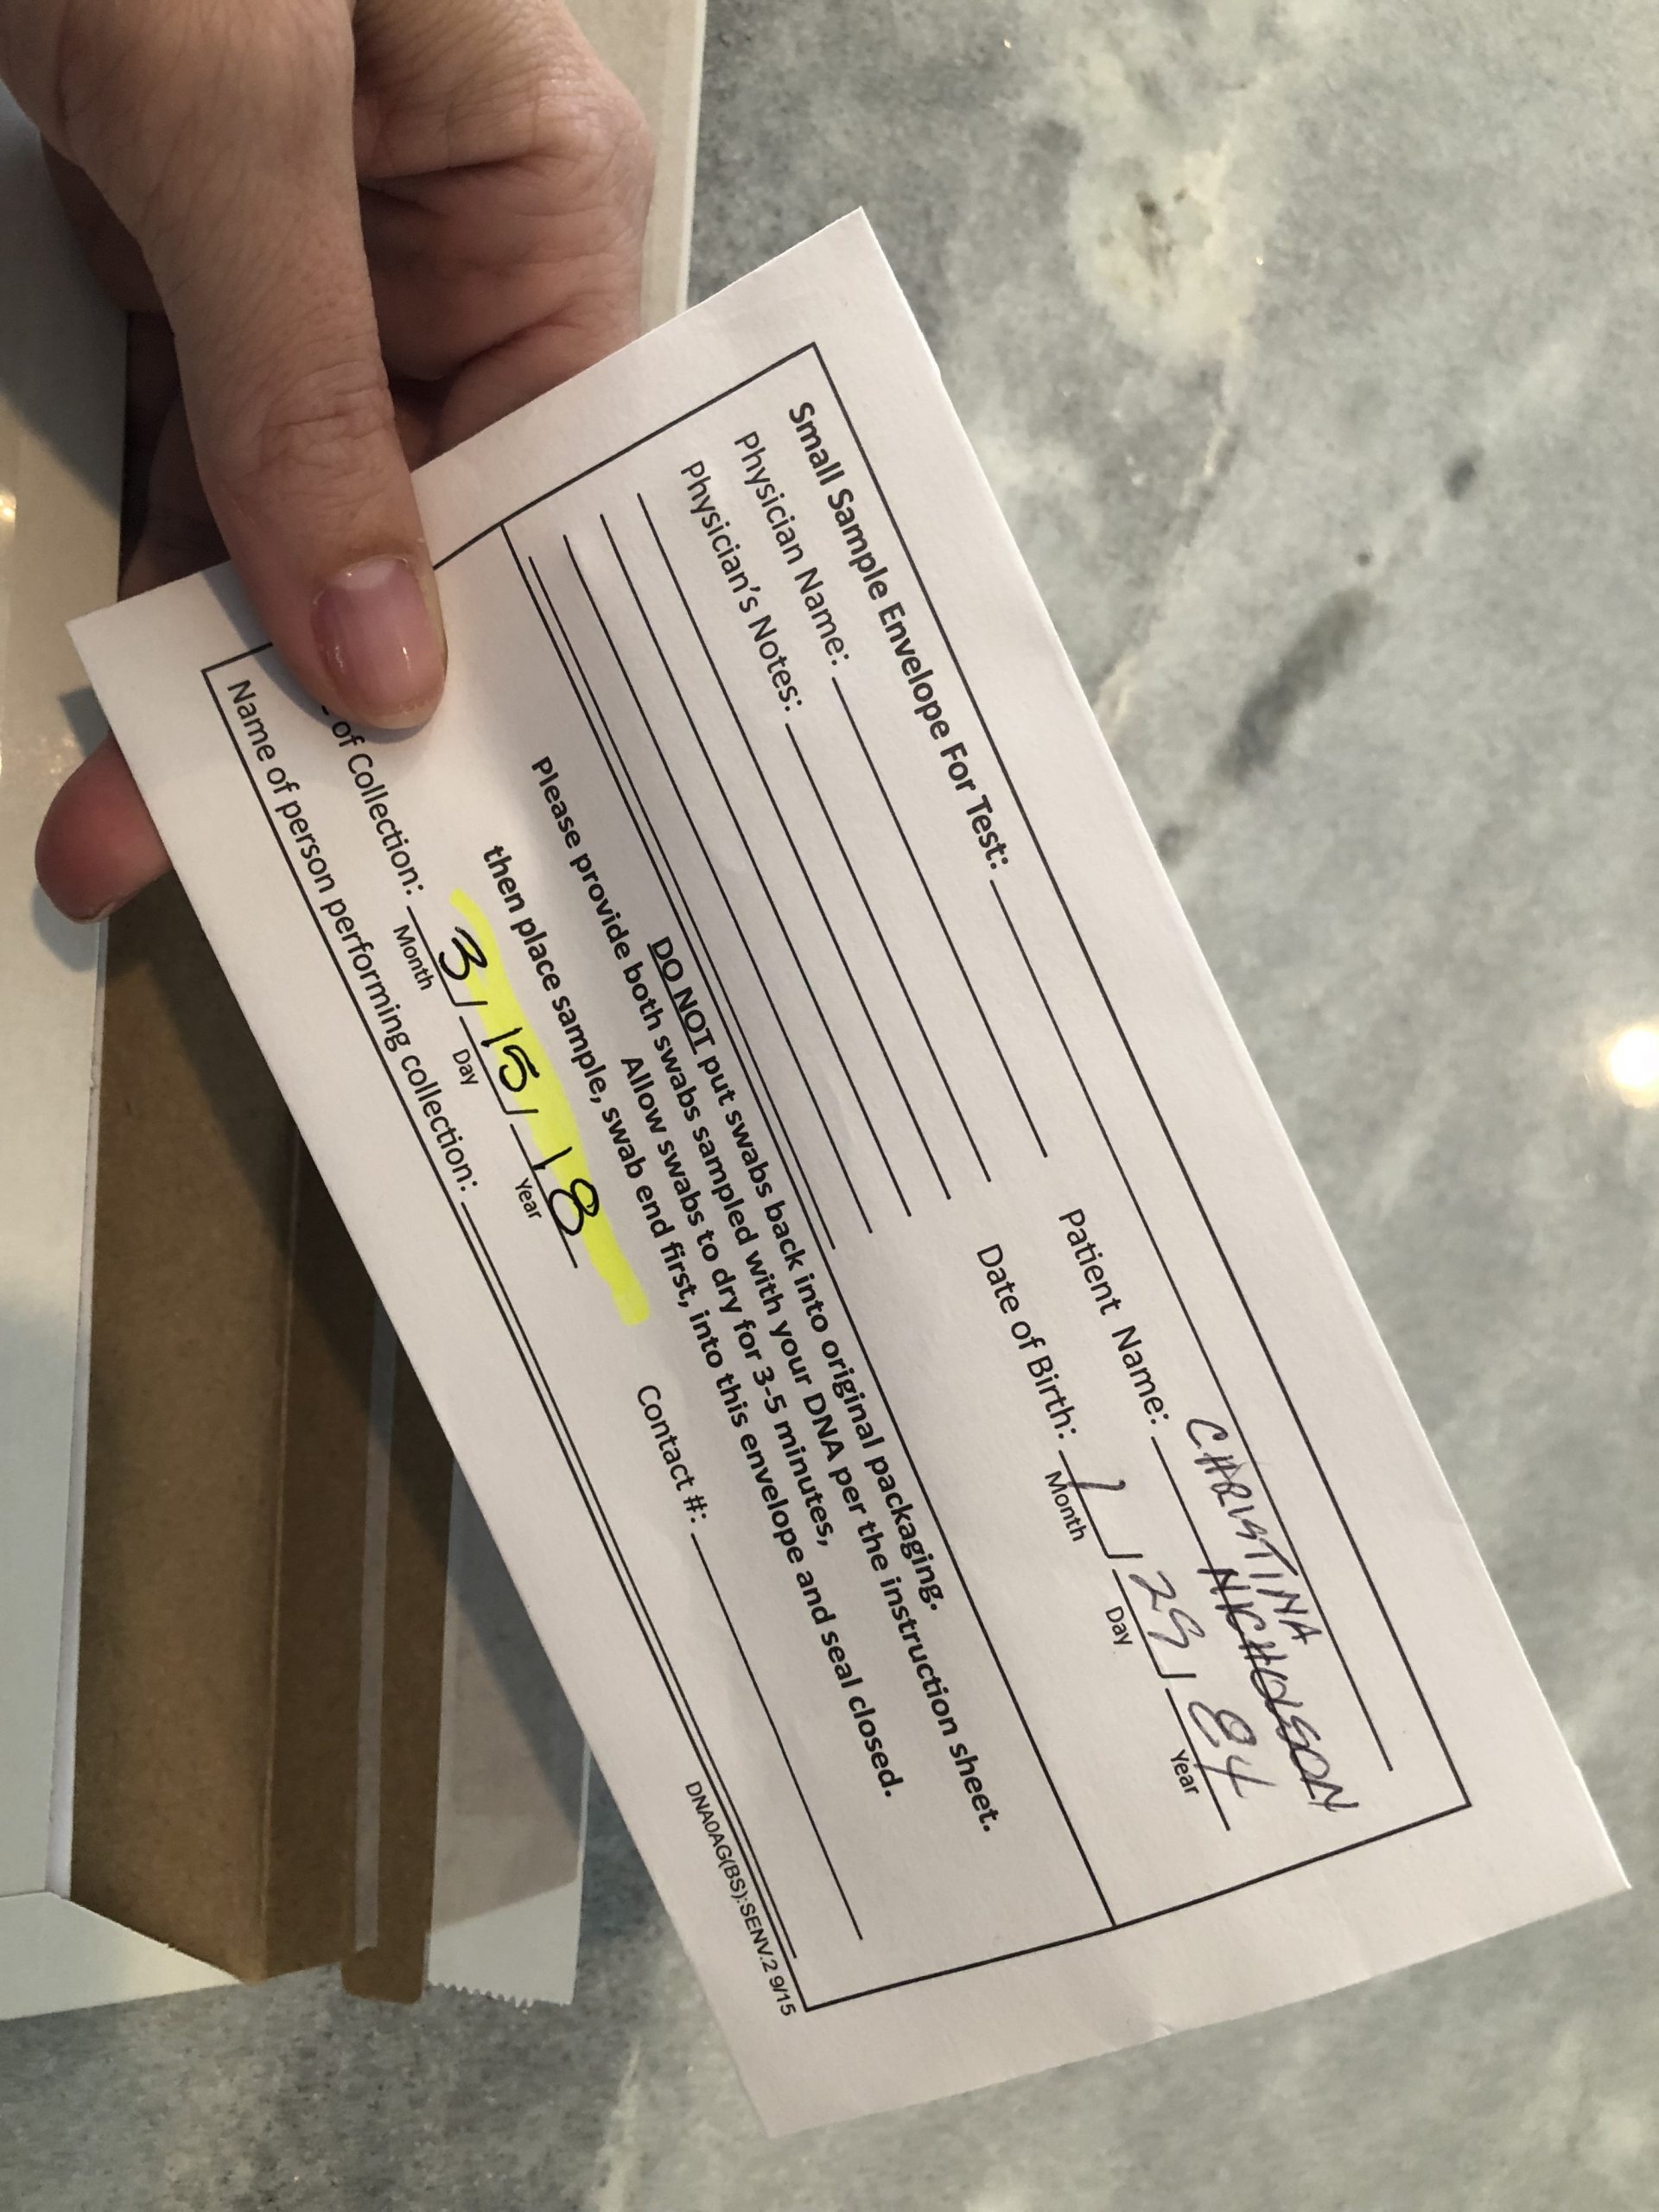 Small Sample Envelope For Test:
Physician Name:
Physician's Notes:
Patient Name: CHRISTINA NICHOLSON
Date of Birth: 1 / 29 / 84
Month Day Year
DO NOT put swabs back into original packaging.
Please provide both swabs sampled with your DNA per the instruction sheet.
Allow swabs to dry for 3-5 minutes,
then place sample, swab end first, into this envelope and seal closed.
of Collection: 3 / 15 / 18
Month Day Year
Contact #:
Name of person performing collection:
DNA0AG(BS):SENV.2 9/15